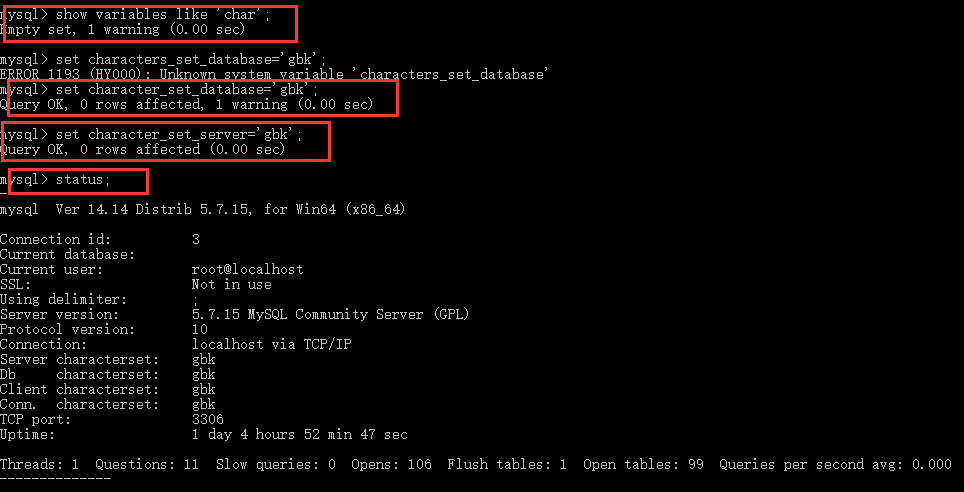 mysql> show variables like 'char';
Empty set, 1 warning (0.00 sec)
mysql> set characters_set_database='gbk';
ERROR 1193 (HY000): Unknown system variable 'characters_set_database'
mysql> set character_set_database='gbk';
Query OK, 0 rows affected, 1 warning (0.00 sec)
mysql> set character_set_server='gbk';
Query OK, 0 rows affected (0.00 sec)
mysql> status;
--------------
mysql  Ver 14.14 Distrib 5.7.15, for Win64 (x86_64)
Connection id:          3
Current database:
Current user:           root@localhost
SSL:                    Not in use
Using delimiter:        ;
Server version:         5.7.15 MySQL Community Server (GPL)
Protocol version:       10
Connection:             localhost via TCP/IP
Server characterset:    gbk
Db     characterset:    gbk
Client characterset:    gbk
Conn.  characterset:    gbk
TCP port:               3306
Uptime:                 1 day 4 hours 52 min 47 sec
Threads: 1  Questions: 11  Slow queries: 0  Opens: 106  Flush tables: 1  Open tables: 99  Queries per second avg: 0.000
--------------